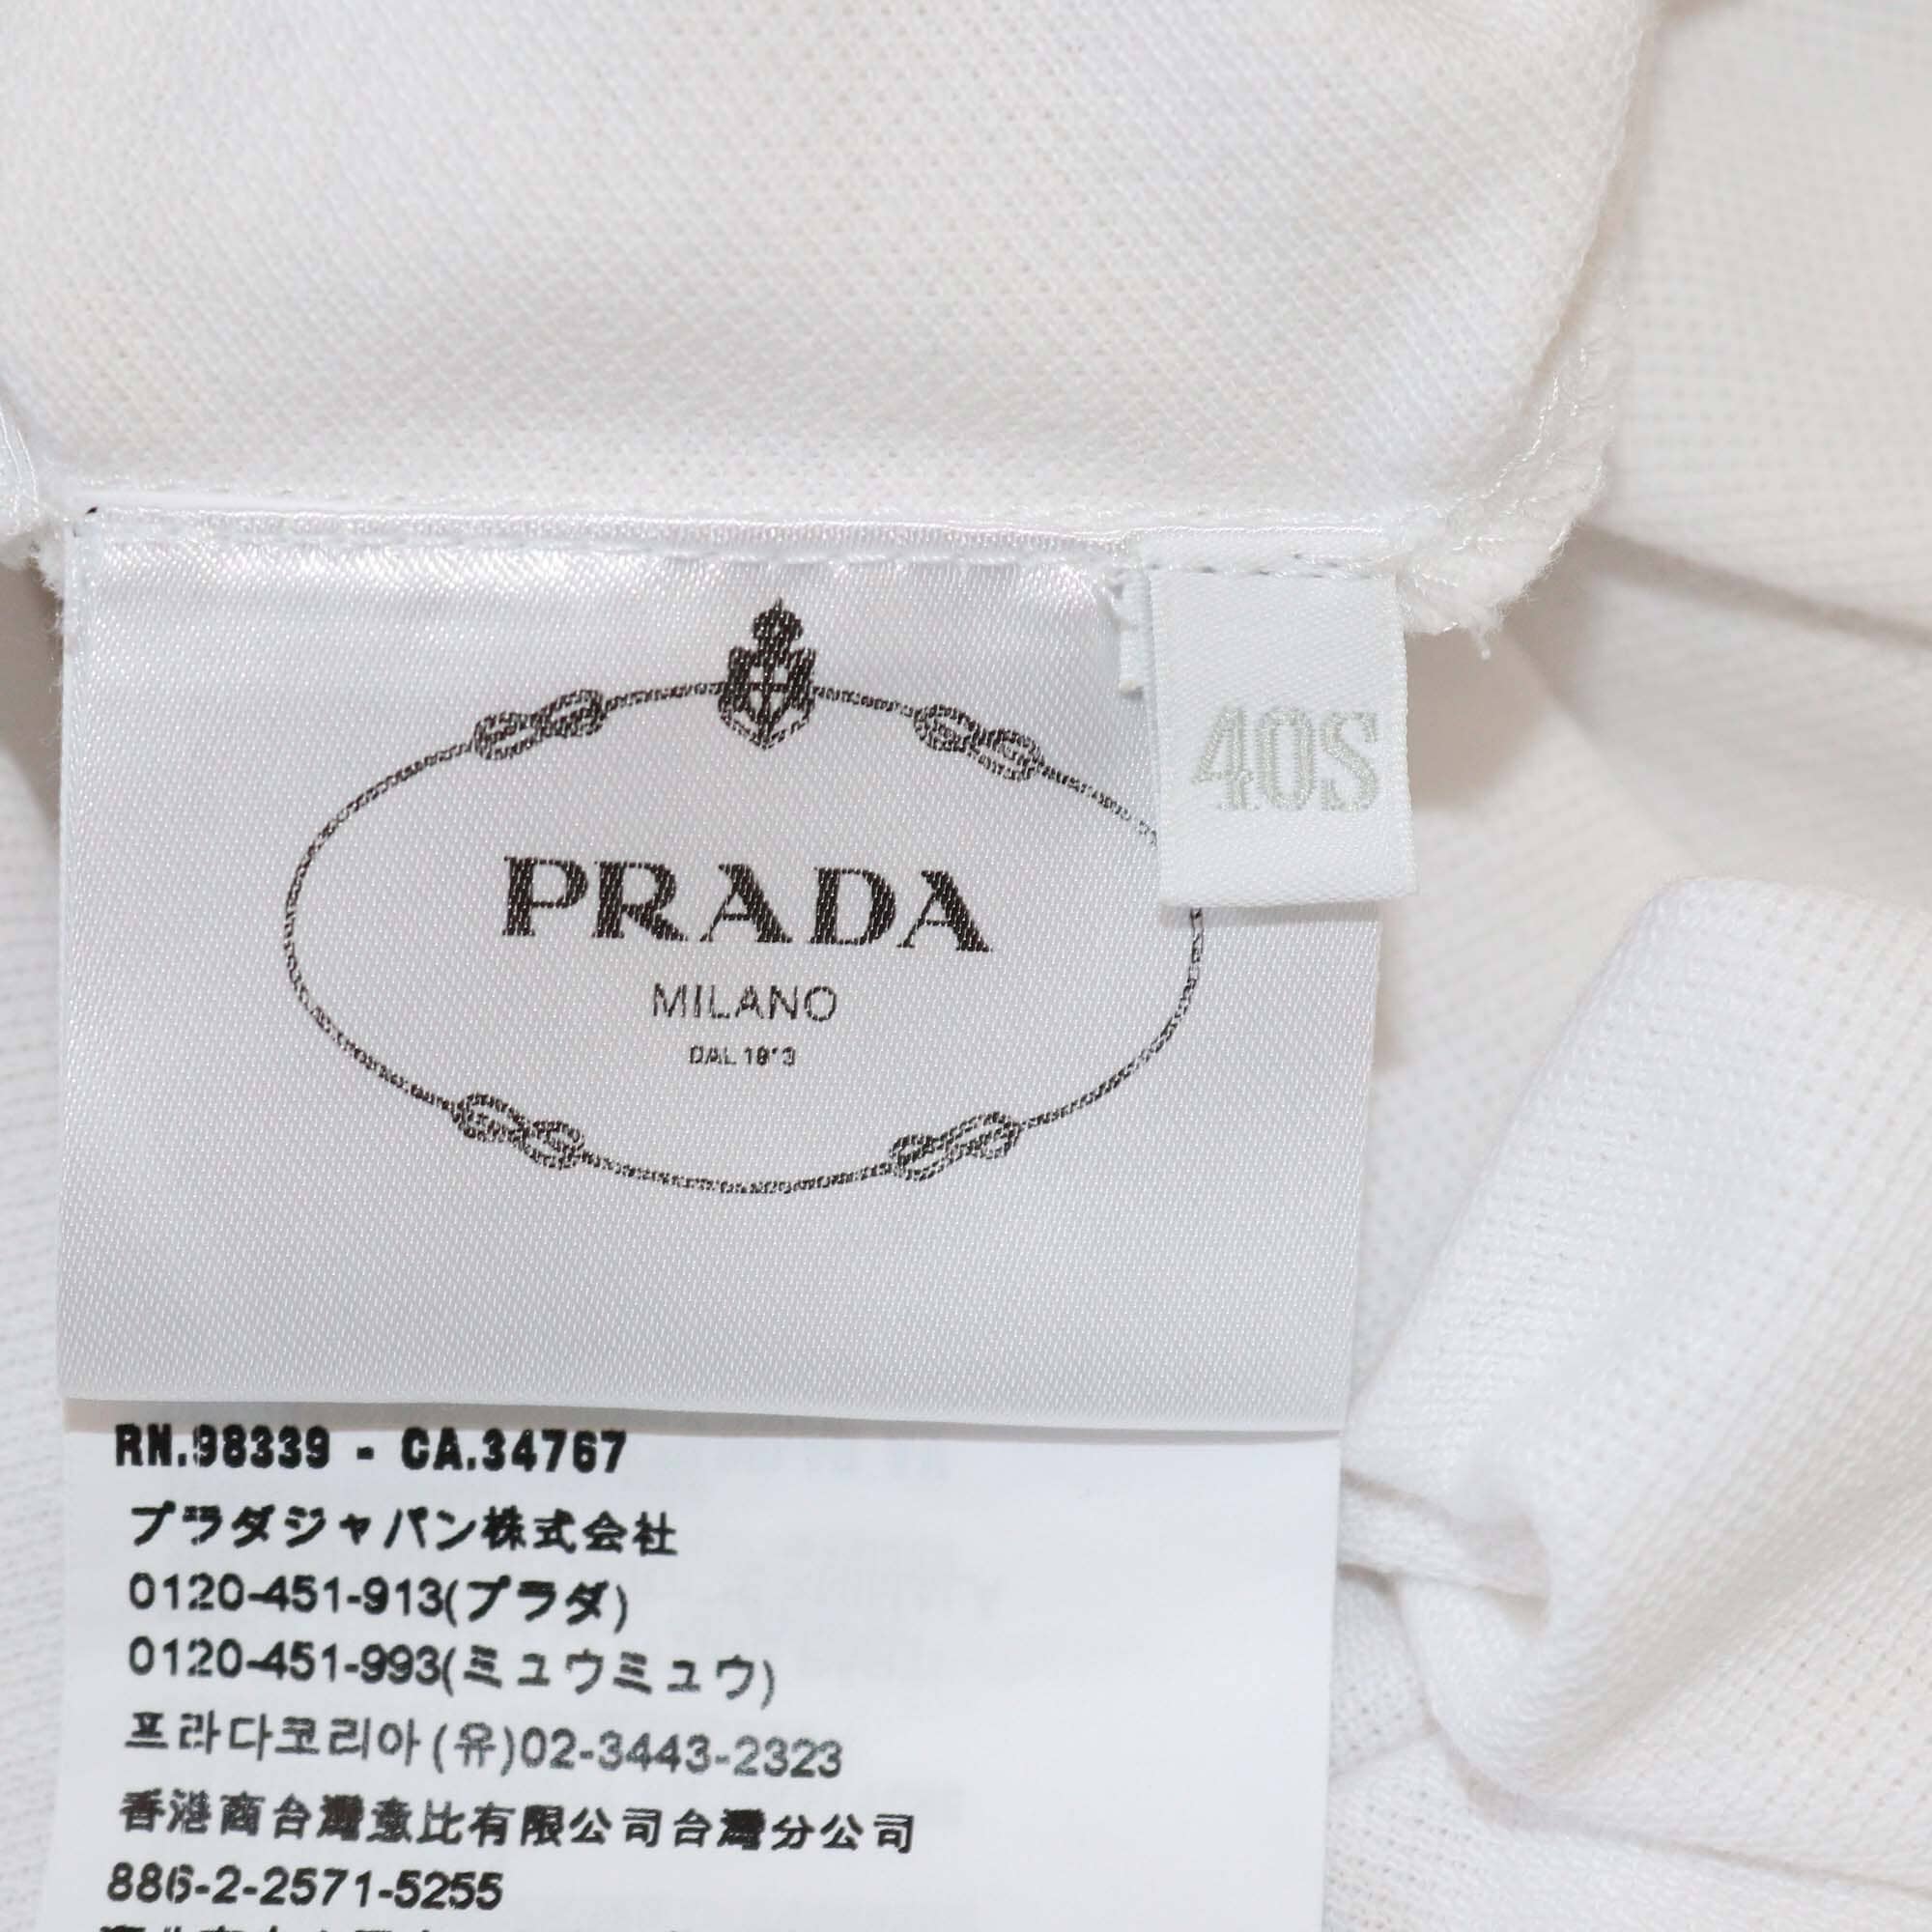 40S
PRADA
MILANO
DAL 1913
RN.98339 - CA.34767
プラダジャパン株式会社
0120-451-913(プラダ)
0120-451-993(ミュウミュウ)
프라다코리아(유)02-3443-2323
香港商台灣意比有限公司台灣分公司
886-2-2571-5255